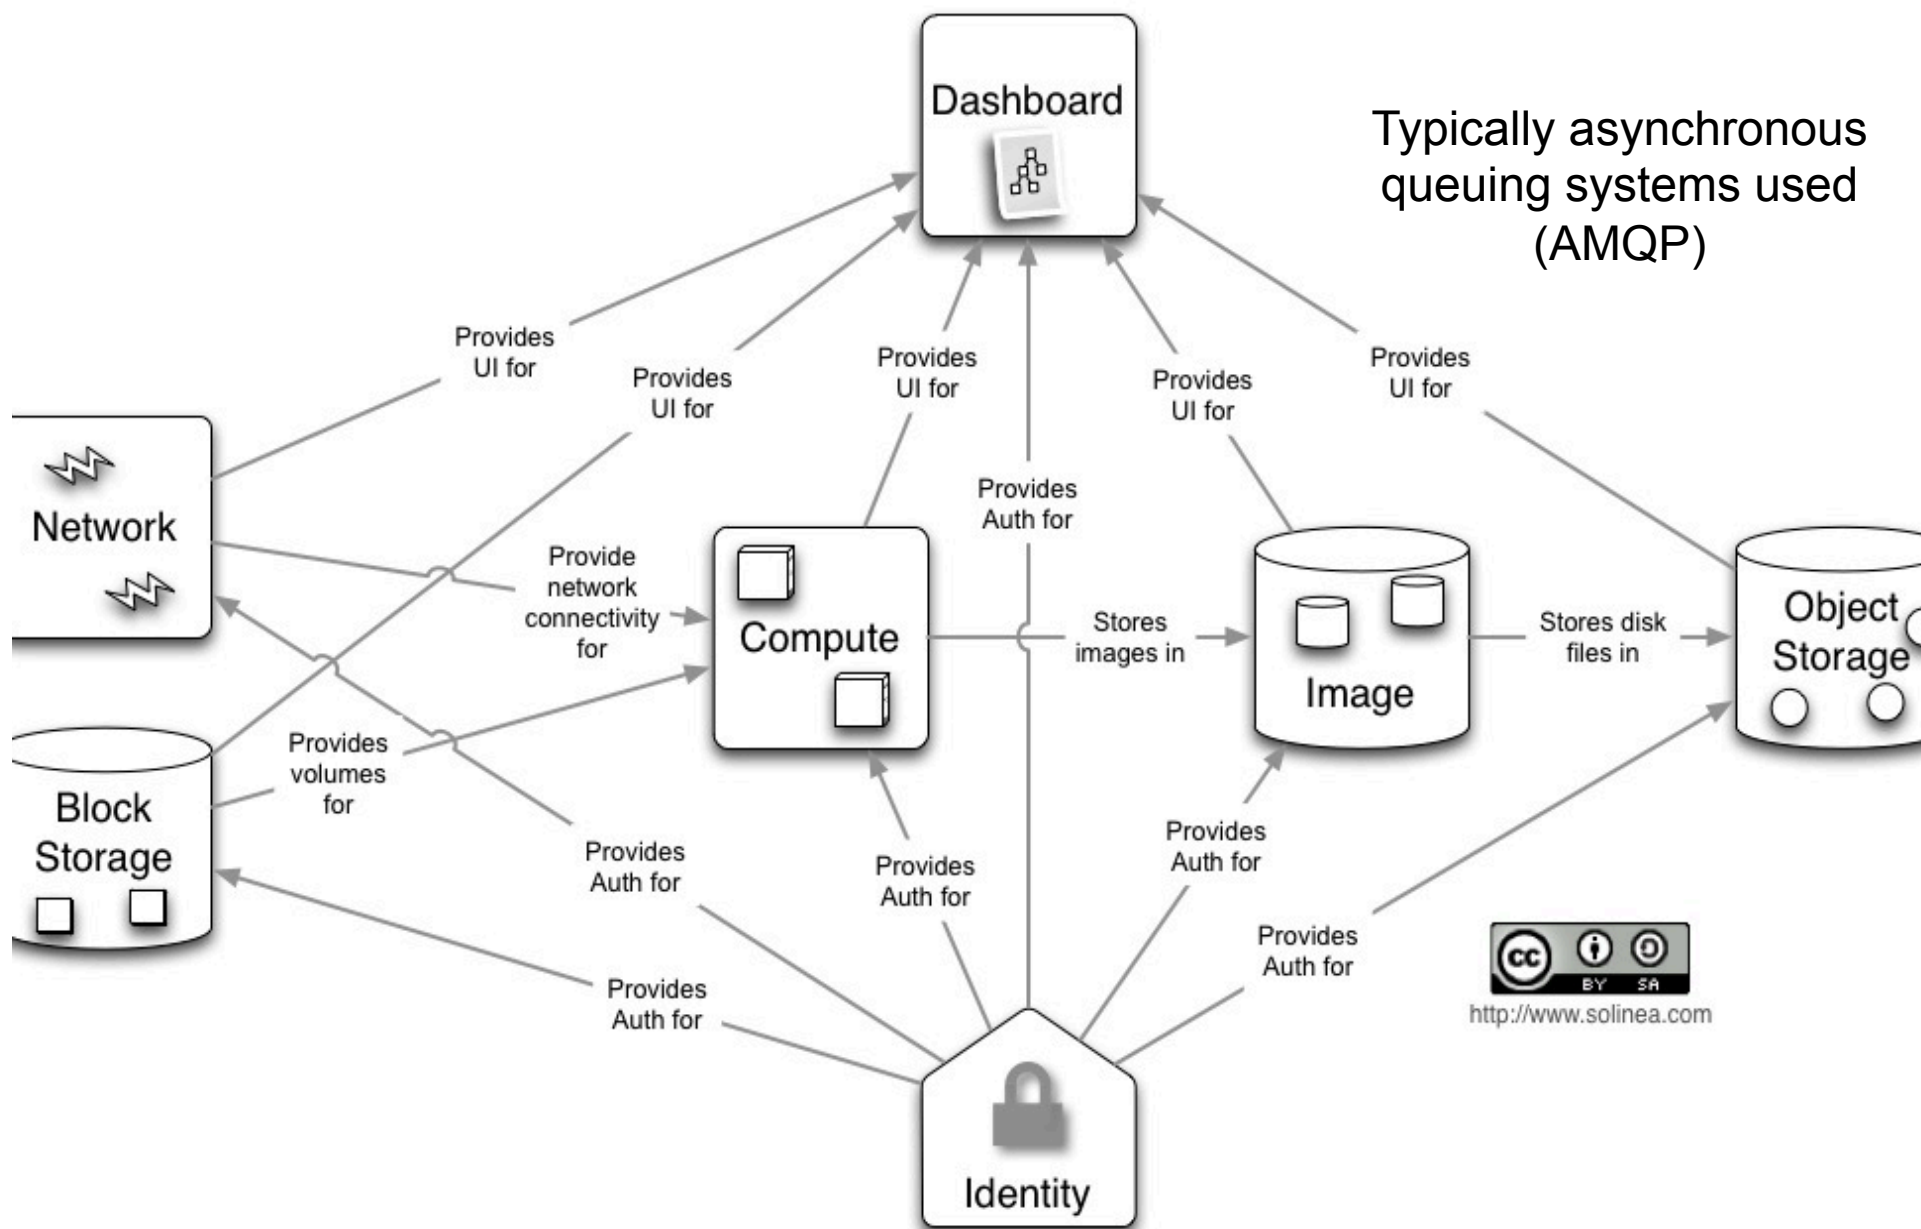 Dashboard
Typically asynchronous
queuing systems used
(AMQP)
Provides
UI for
Provides
UI for
Provides
UI for
Provides
UI for
Provides
UI for
Network
Provides
Auth for
Provide
network
connectivity
for
Compute
Stores
images in
Image
Stores disk
files in
Object
Storage
Provides
volumes
for
Block
Storage
Provides
Auth for
Provides
Auth for
Provides
Auth for
Provides
Auth for
Provides
Auth for
cc
BY SA
http://www.solinea.com
Identity